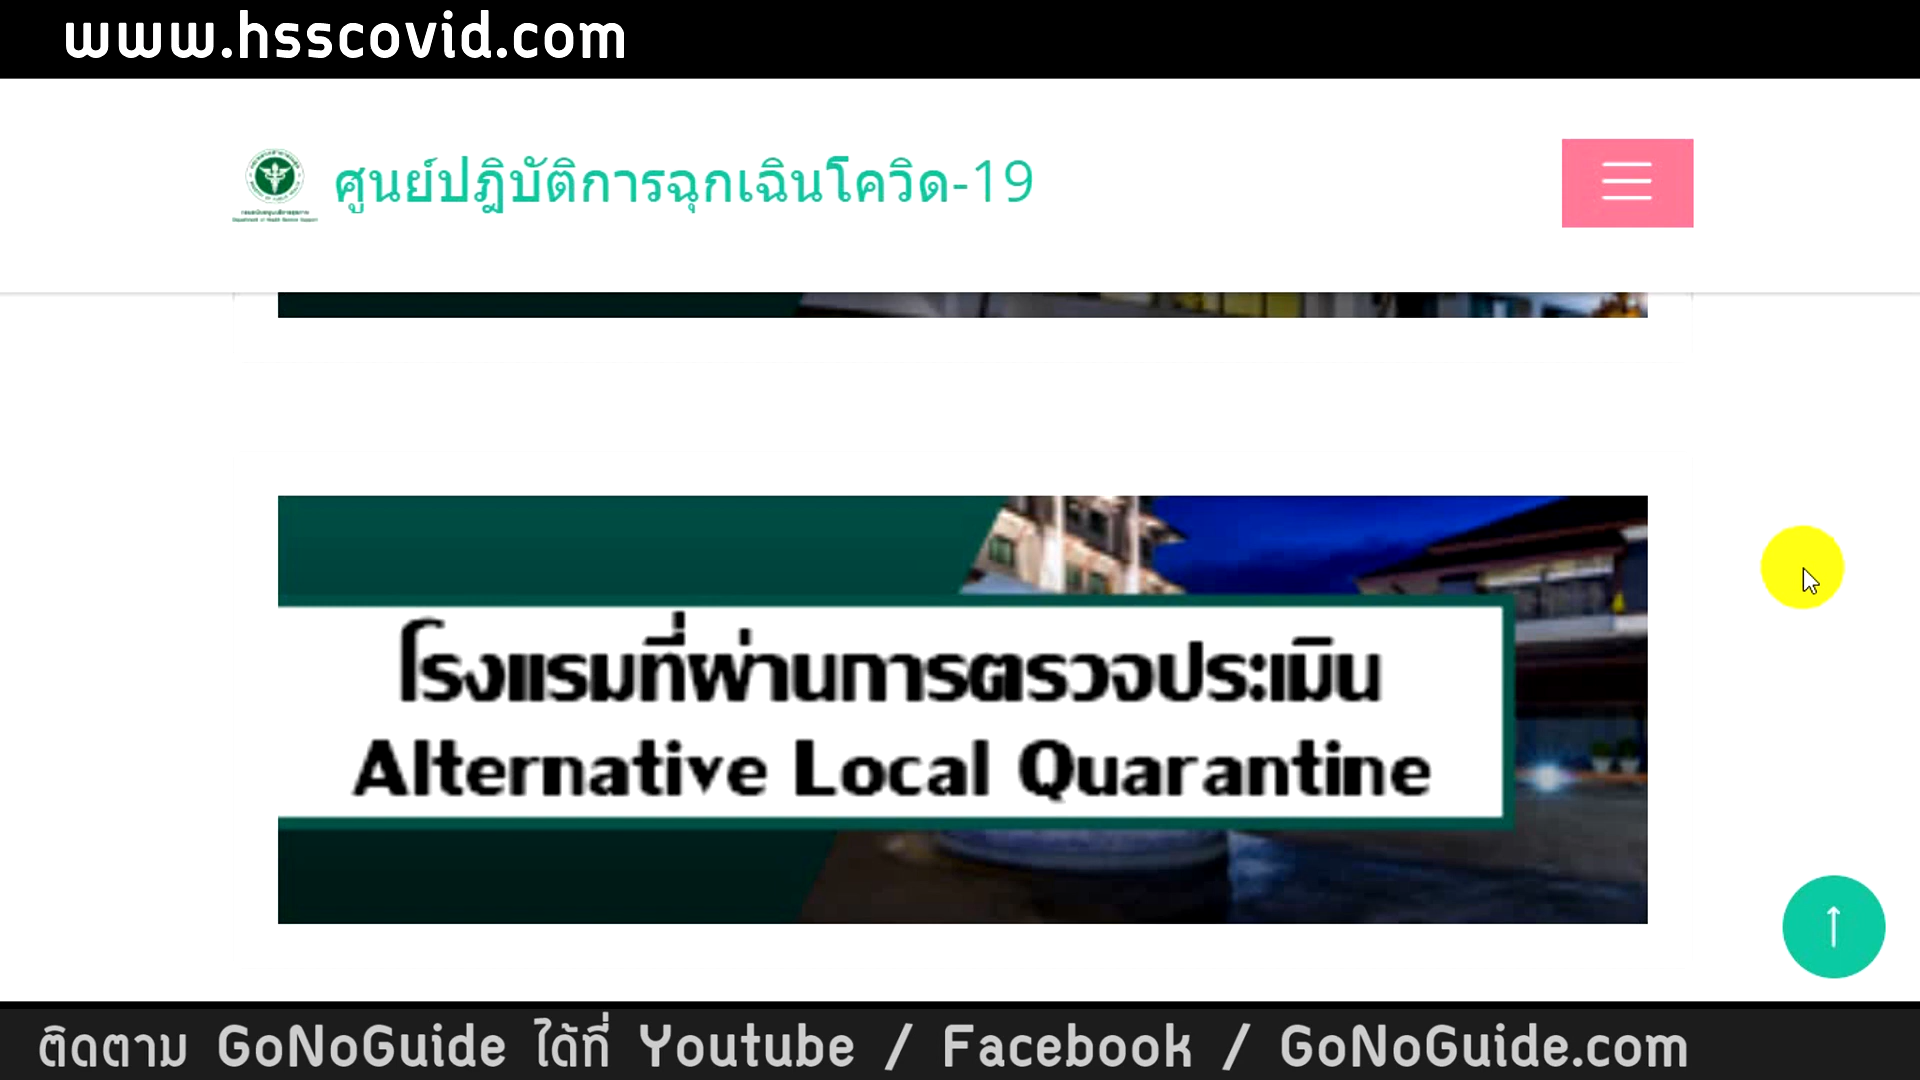 www.hsscovid.com
ศูนย์ปฎิบัติการฉุกเฉินโควิด-19
โรงแรมที่ผ่านการตรวจประเมิน
Alternative Local Quarantine
ติดตาม GoNoGuide ได้ที่ Youtube / Facebook / GoNoGuide.com